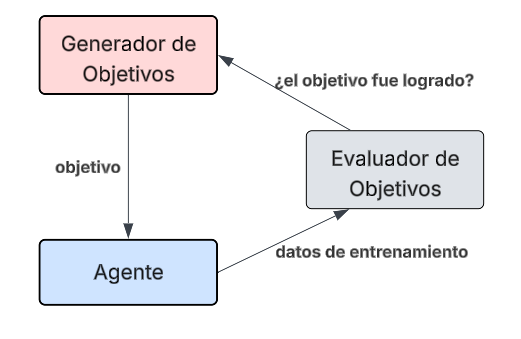 Generador de
Objetivos
¿el objetivo fue logrado?
objetivo
Evaluador de
Objetivos
Agente
datos de entrenamiento